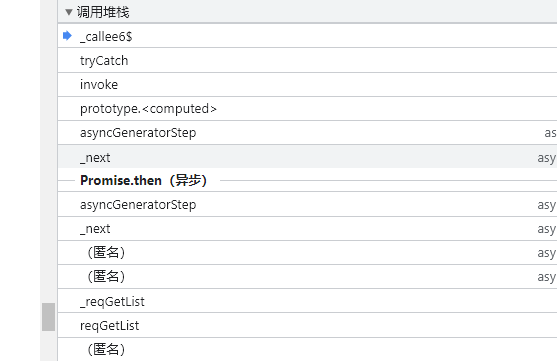 调用堆栈
_callee6$
tryCatch
invoke
prototype.<computed>
asyncGeneratorStep as
_next asy
Promise.then（异步）
asyncGeneratorStep asy
_next asy
（匿名） asy
（匿名） asy
_reqGetList
reqGetList
（匿名）